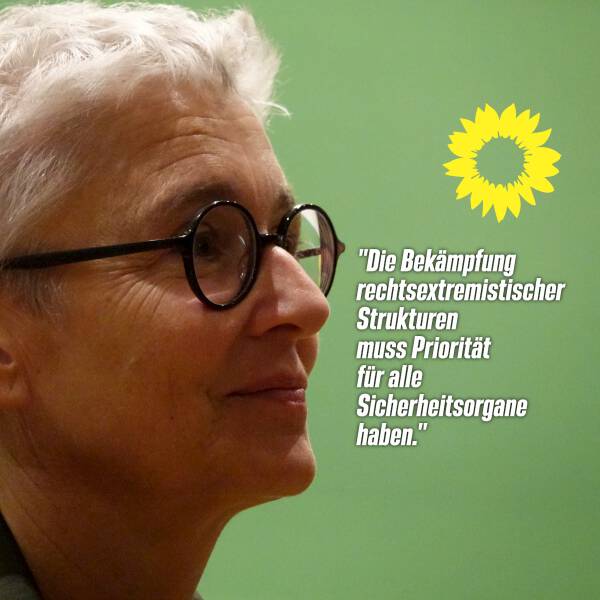 "Die Bekämpfung
rechtsextremistischer
Strukturen
muss Priorität
für alle
Sicherheitsorgane
haben."